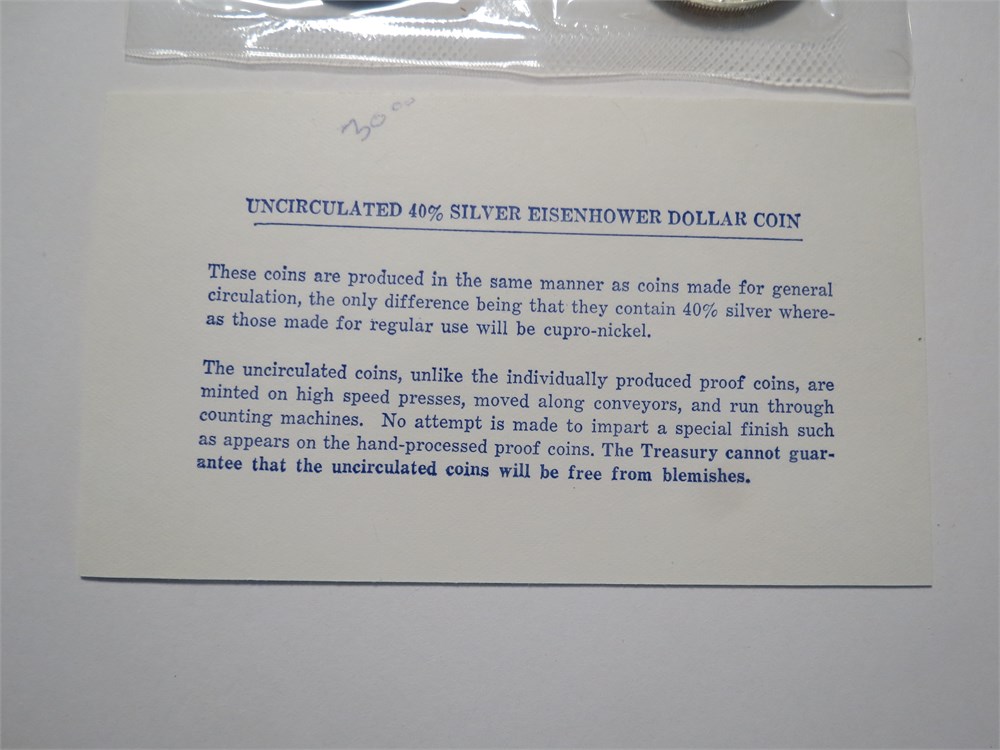 30⁰⁰
UNCIRCULATED 40% SILVER EISENHOWER DOLLAR COIN
These coins are produced in the same manner as coins made for general
circulation, the only difference being that they contain 40% silver where-
as those made for regular use will be cupro-nickel.
The uncirculated coins, unlike the individually produced proof coins, are
minted on high speed presses, moved along conveyors, and run through
counting machines. No attempt is made to impart a special finish such
as appears on the hand-processed proof coins. The Treasury cannot guar-
antee that the uncirculated coins will be free from blemishes.